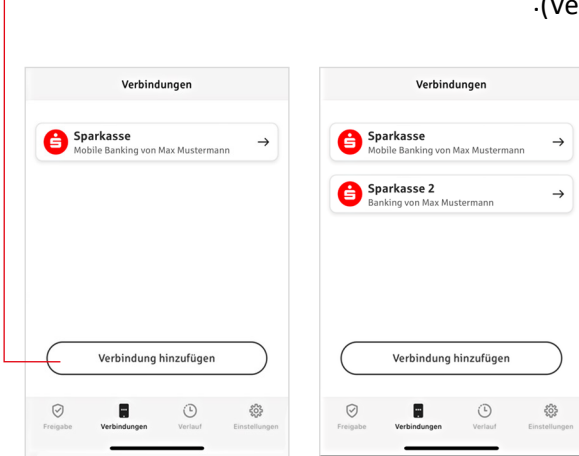 .(Ve
Verbindungen
Sparkasse
Mobile Banking von Max Mustermann
Verbindung hinzufügen
Freigabe Verbindungen Verlauf Einstellungen
Verbindungen
Sparkasse
Mobile Banking von Max Mustermann
Sparkasse 2
Banking von Max Mustermann
Verbindung hinzufügen
Freigabe Verbindungen Verlauf Einstellungen